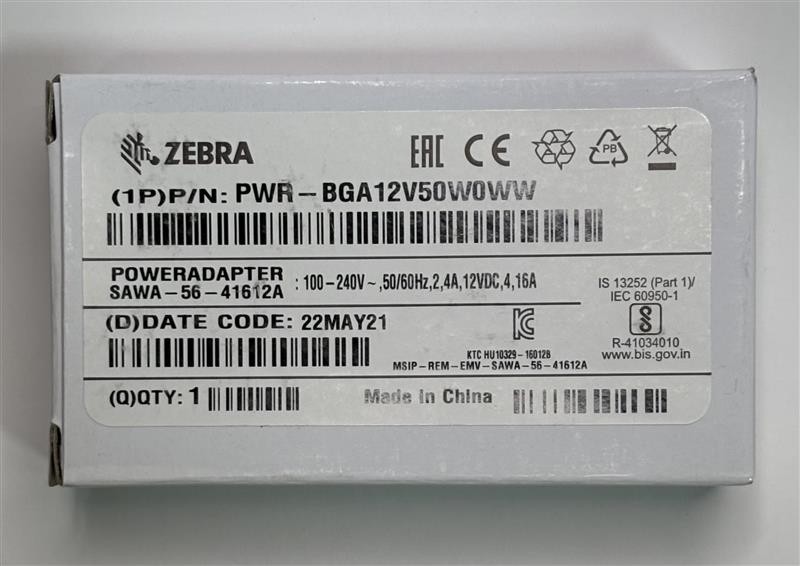 ZEBRA
EAC CE
PB
(1P)P/N: PWR-BGA12V50W0WW
POWERADAPTER
SAWA-56-41612A
: 100-240V~,50/60Hz,2,4A,12VDC,4,16A
IS 13252 (Part 1)/
IEC 60950-1
R-41034010
www.bis.gov.in
(D)DATE CODE: 22MAY21
KTC HU10329-16012B
MSIP-REM-EMV-SAWA-56-41612A
(Q)QTY: 1
Made in China